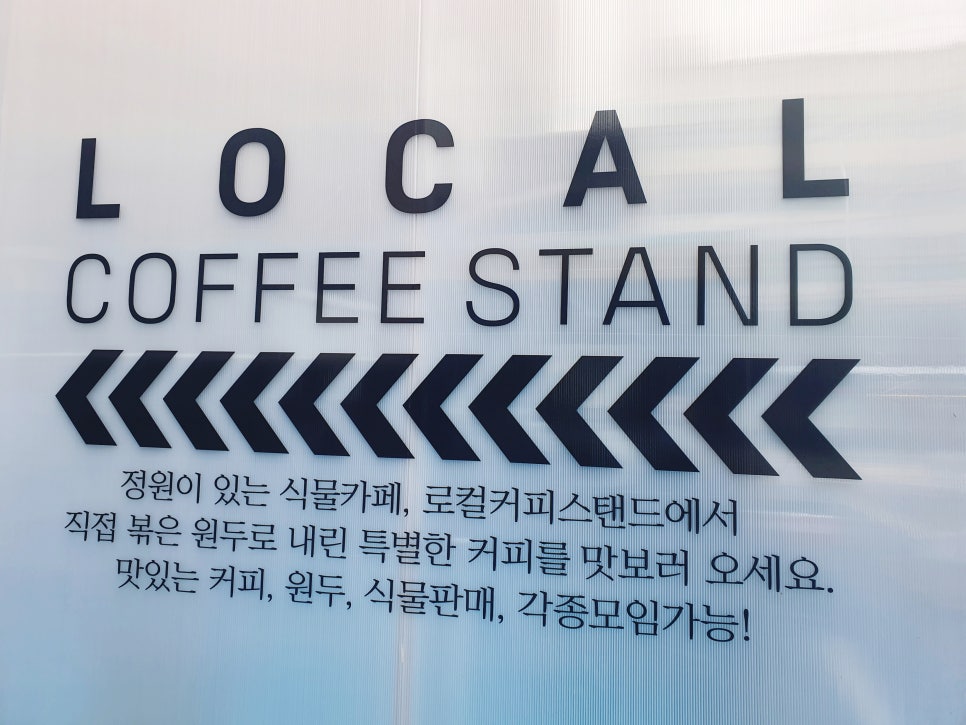 LOCAL
COFFEE STAND
정원이 있는 식물카페, 로컬커피스탠드에서
직접 볶은 원두로 내린 특별한 커피를 맛보러 오세요.
맛있는 커피, 원두, 식물판매, 각종모임가능!